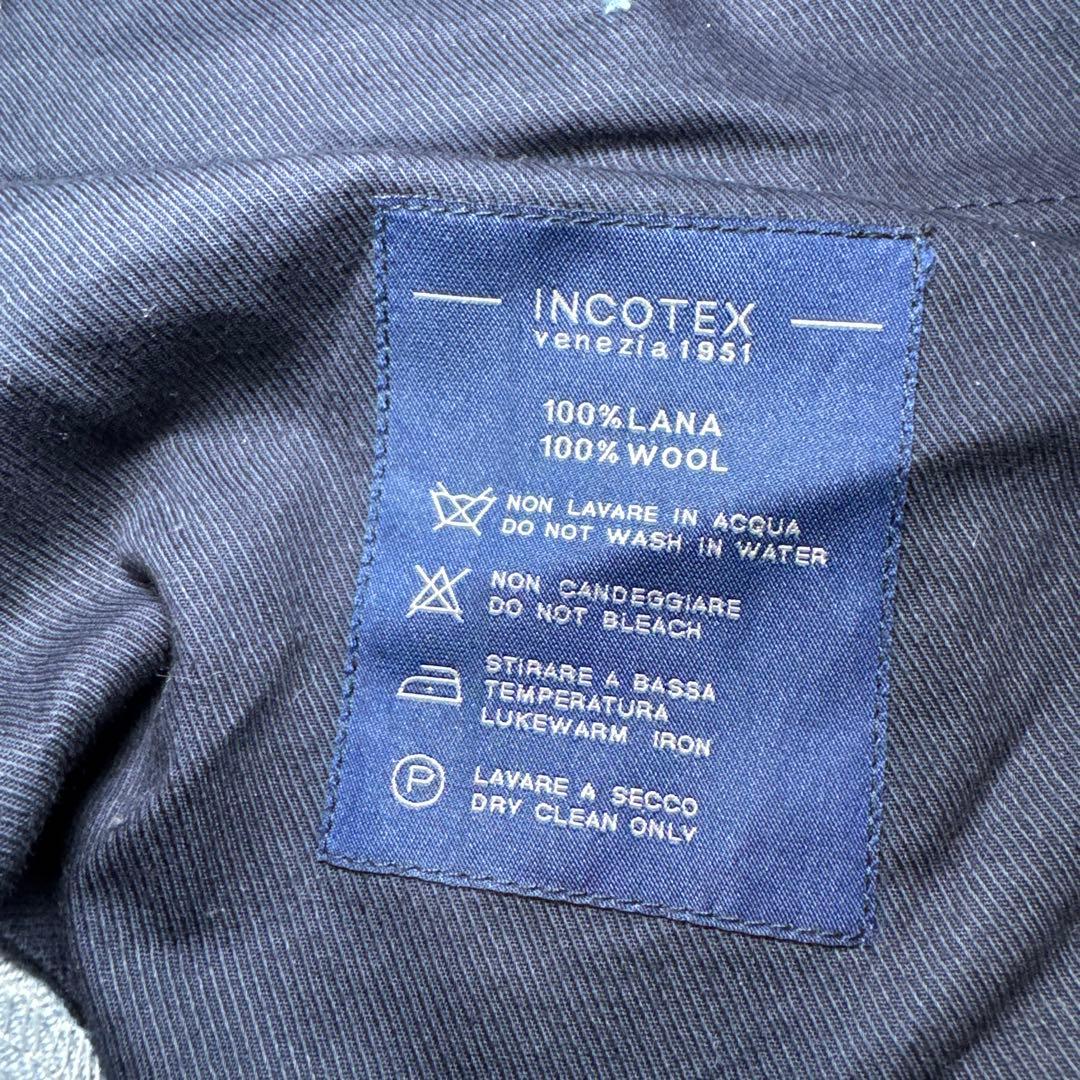 INCOTEX
venezia 1951
100% LANA
100% WOOL
NON LAVARE IN ACQUA
DO NOT WASH IN WATER
NON CANDEGGIARE
DO NOT BLEACH
STIRARE A BASSA
TEMPERATURA
LUKEWARM IRON
P
LAVARE A SECCO
DRY CLEAN ONLY